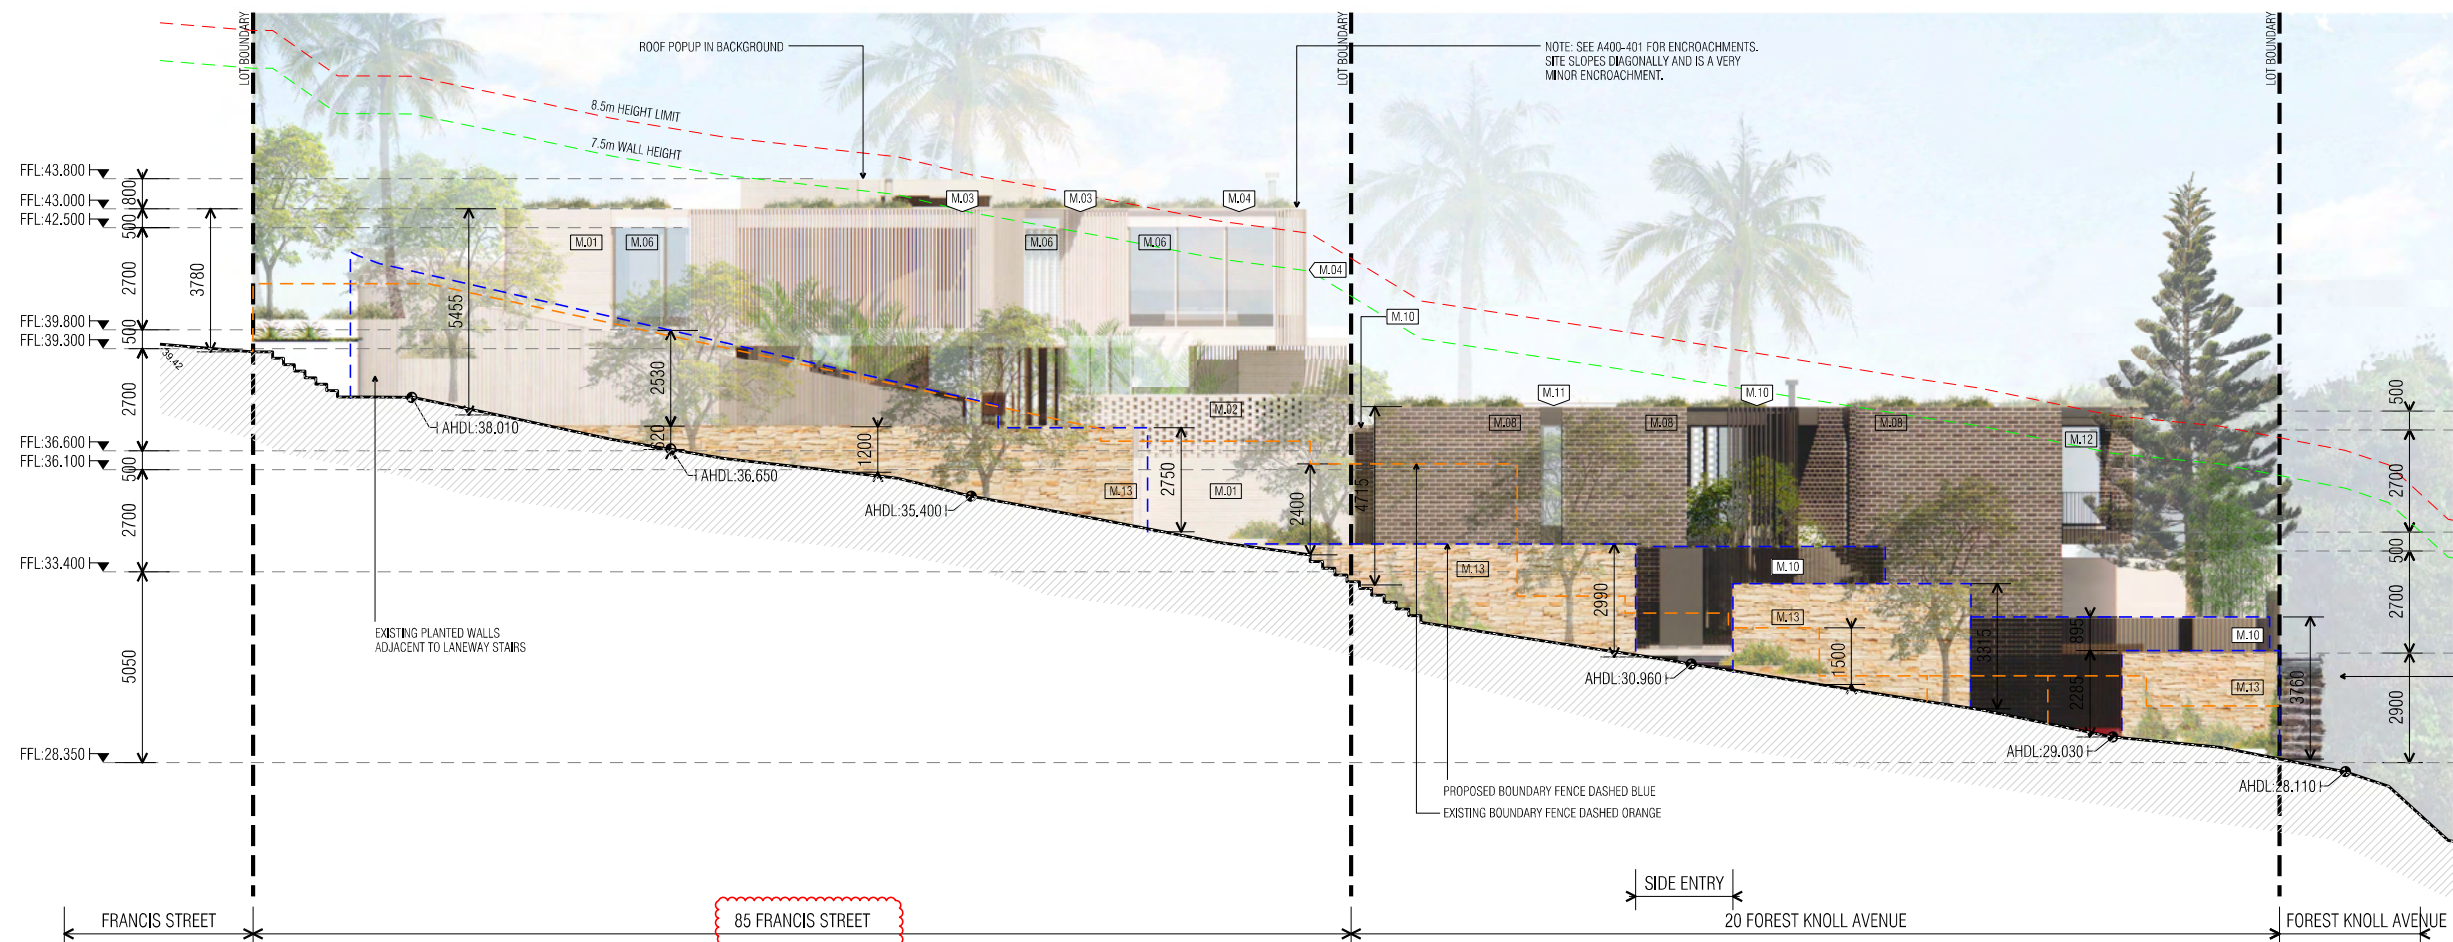 LOT BOUNDARY
LOT BOUNDARY
LOT BOUNDARY
ROOF POPUP IN BACKGROUND
NOTE: SEE A400-401 FOR ENCROACHMENTS.
SITE SLOPES DIAGONALLY AND IS A VERY
MINOR ENCROACHMENT.
8.5m HEIGHT LIMIT
7.5m WALL HEIGHT
FFL:43.800
FFL:43.000
FFL:42.500
FFL:39.800
FFL:39.300
FFL:36.600
FFL:36.100
FFL:33.400
FFL:28.350
800
500
2700
500
2700
500
2700
5050
3780
39.42
5455
2530
620
1200
2750
2400
4715
2990
1500
3315
895
2285
3760
500
2700
500
2700
2900
M.03
M.03
M.04
M.01
M.06
M.06
M.06
M.04
M.10
M.02
M.13
M.01
M.11
M.10
M.08
M.08
M.08
M.12
M.13
M.10
M.13
M.10
M.13
AHDL:38.010
AHDL:36.650
AHDL:35.400
AHDL:30.960
AHDL:29.030
AHDL:28.110
EXISTING PLANTED WALLS
ADJACENT TO LANEWAY STAIRS
PROPOSED BOUNDARY FENCE DASHED BLUE
EXISTING BOUNDARY FENCE DASHED ORANGE
SIDE ENTRY
FRANCIS STREET
85 FRANCIS STREET
20 FOREST KNOLL AVENUE
FOREST KNOLL AVENUE